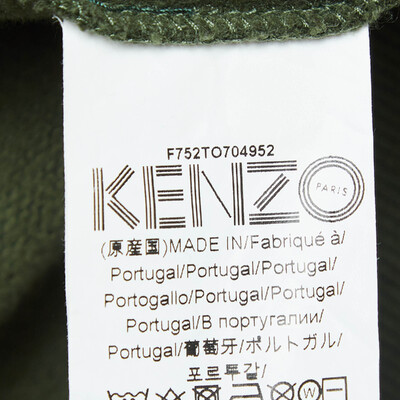 F752TO704952
KENZO
PARIS
(原産国)MADE IN/Fabriqué à/
Portugal/Portugal/Portugal/
Portogallo/Portugal/Portugal/
Portugal/В португалии/
Portugal/葡萄牙/ポルトガル/
포르투갈/
W